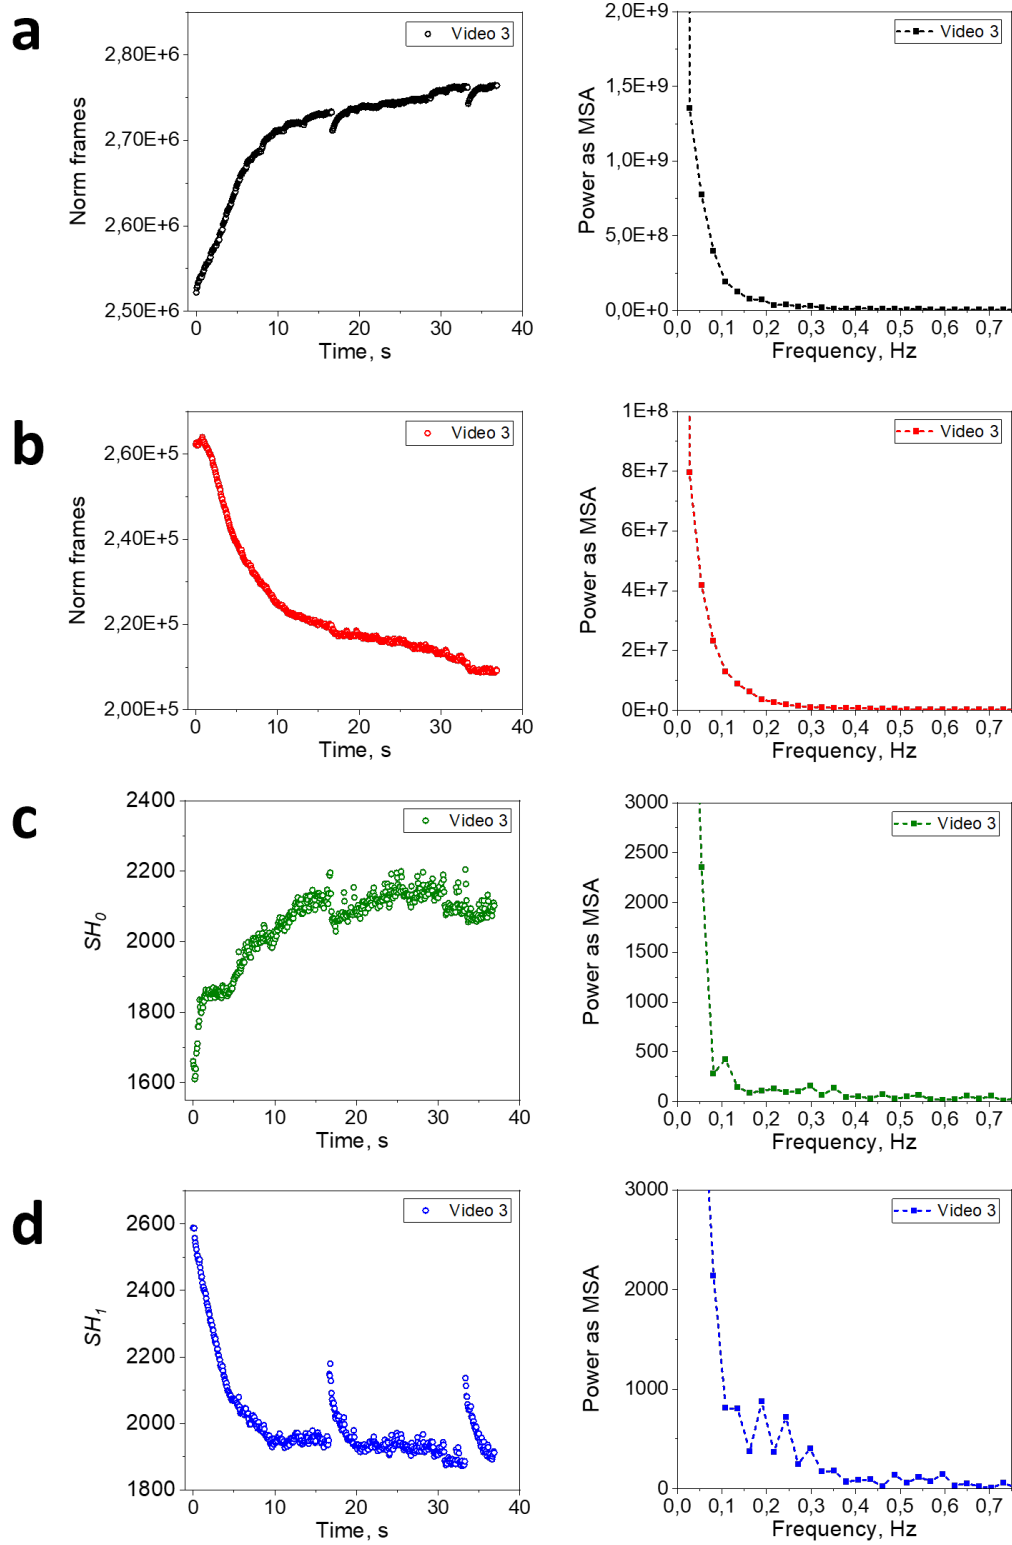 a
Video 3
2,80E+6
2,70E+6
2,60E+6
2,50E+6
Norm frames
0 10 20 30 40
Time, s
Video 3
2,0E+9
1,5E+9
1,0E+9
5,0E+8
0,0E+0
Power as MSA
0,0 0,1 0,2 0,3 0,4 0,5 0,6 0,7
Frequency, Hz
b
Video 3
2,60E+5
2,40E+5
2,20E+5
2,00E+5
Norm frames
0 10 20 30 40
Time, s
Video 3
1E+8
8E+7
6E+7
4E+7
2E+7
0E+0
Power as MSA
0,0 0,1 0,2 0,3 0,4 0,5 0,6 0,7
Frequency, Hz
c
Video 3
2400
2200
2000
1800
1600
SH0
0 10 20 30 40
Time, s
Video 3
3000
2500
2000
1500
1000
500
0
Power as MSA
0,0 0,1 0,2 0,3 0,4 0,5 0,6 0,7
Frequency, Hz
d
Video 3
2600
2400
2200
2000
1800
SH1
0 10 20 30 40
Time, s
Video 3
3000
2000
1000
0
Power as MSA
0,0 0,1 0,2 0,3 0,4 0,5 0,6 0,7
Frequency, Hz